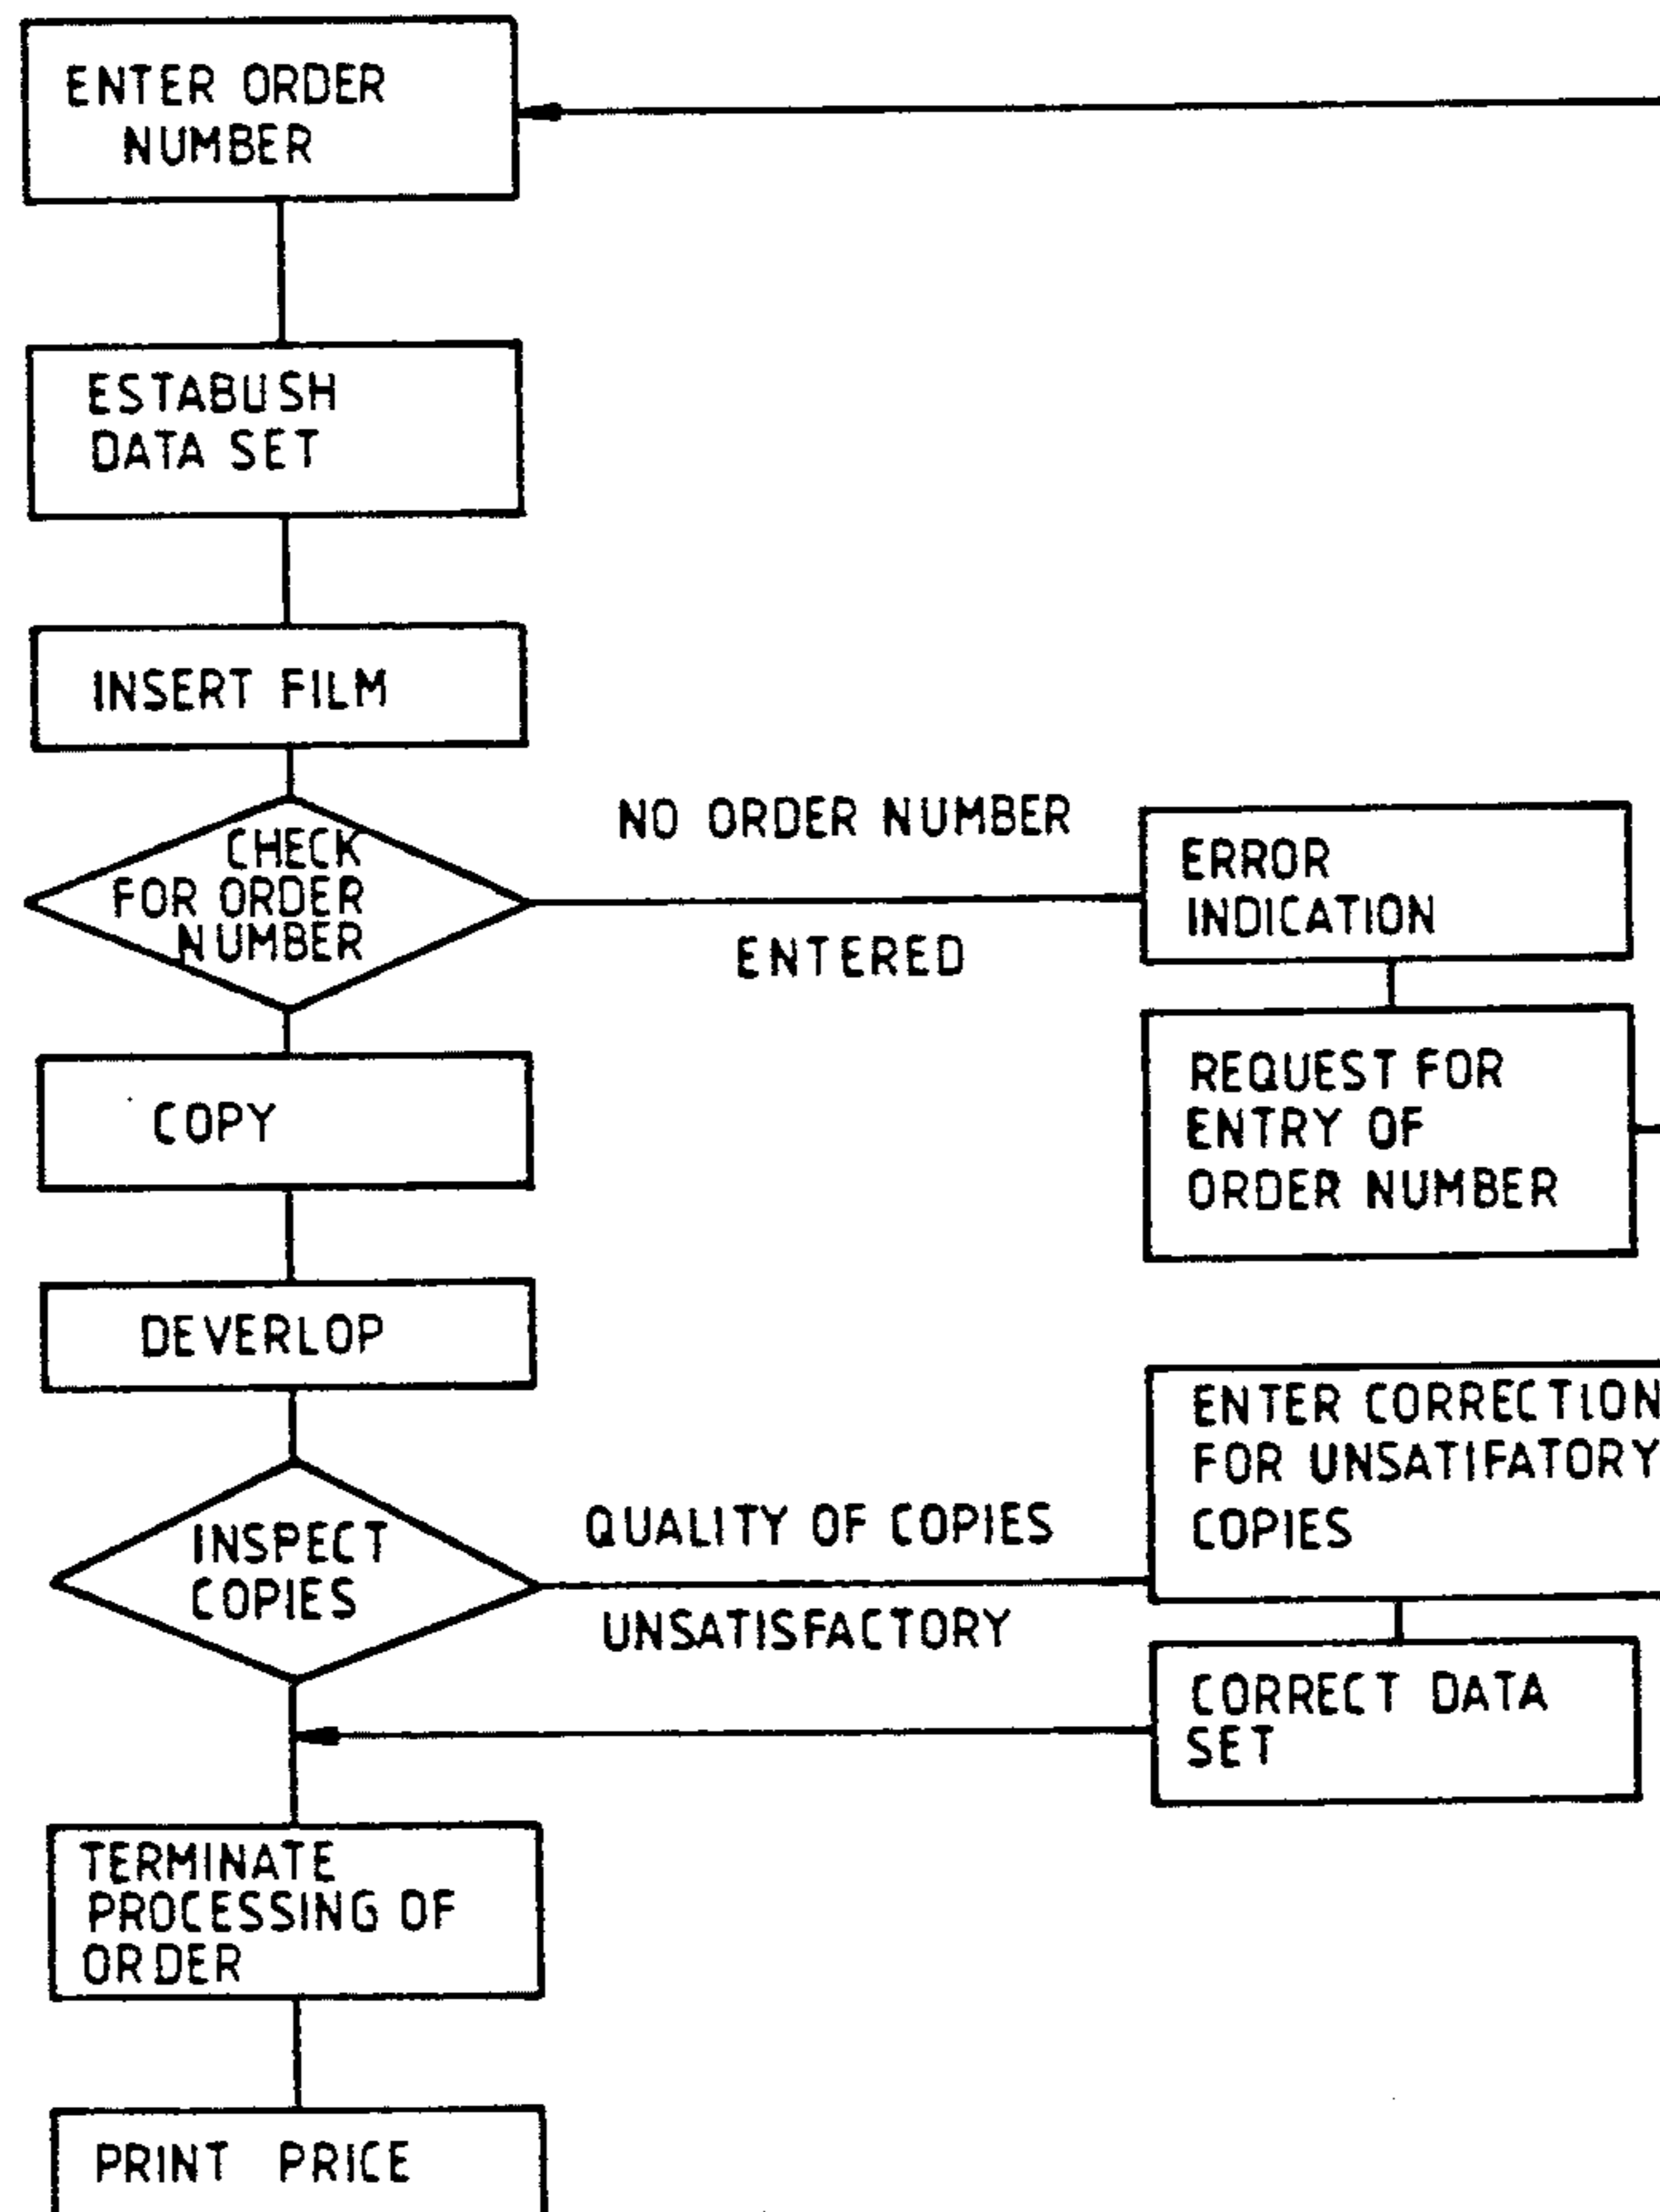 ENTER ORDER
NUMBER
ESTABLISH
DATA SET
INSERT FILM
CHECK
FOR ORDER
NUMBER
NO ORDER NUMBER
ENTERED
ERROR
INDICATION
REQUEST FOR
ENTRY OF
ORDER NUMBER
COPY
DEVERLOP
INSPECT
COPIES
QUALITY OF COPIES
UNSATISFACTORY
ENTER CORRECTION
FOR UNSATIFATORY
COPIES
CORRECT DATA
SET
TERMINATE
PROCESSING OF
ORDER
PRINT PRICE